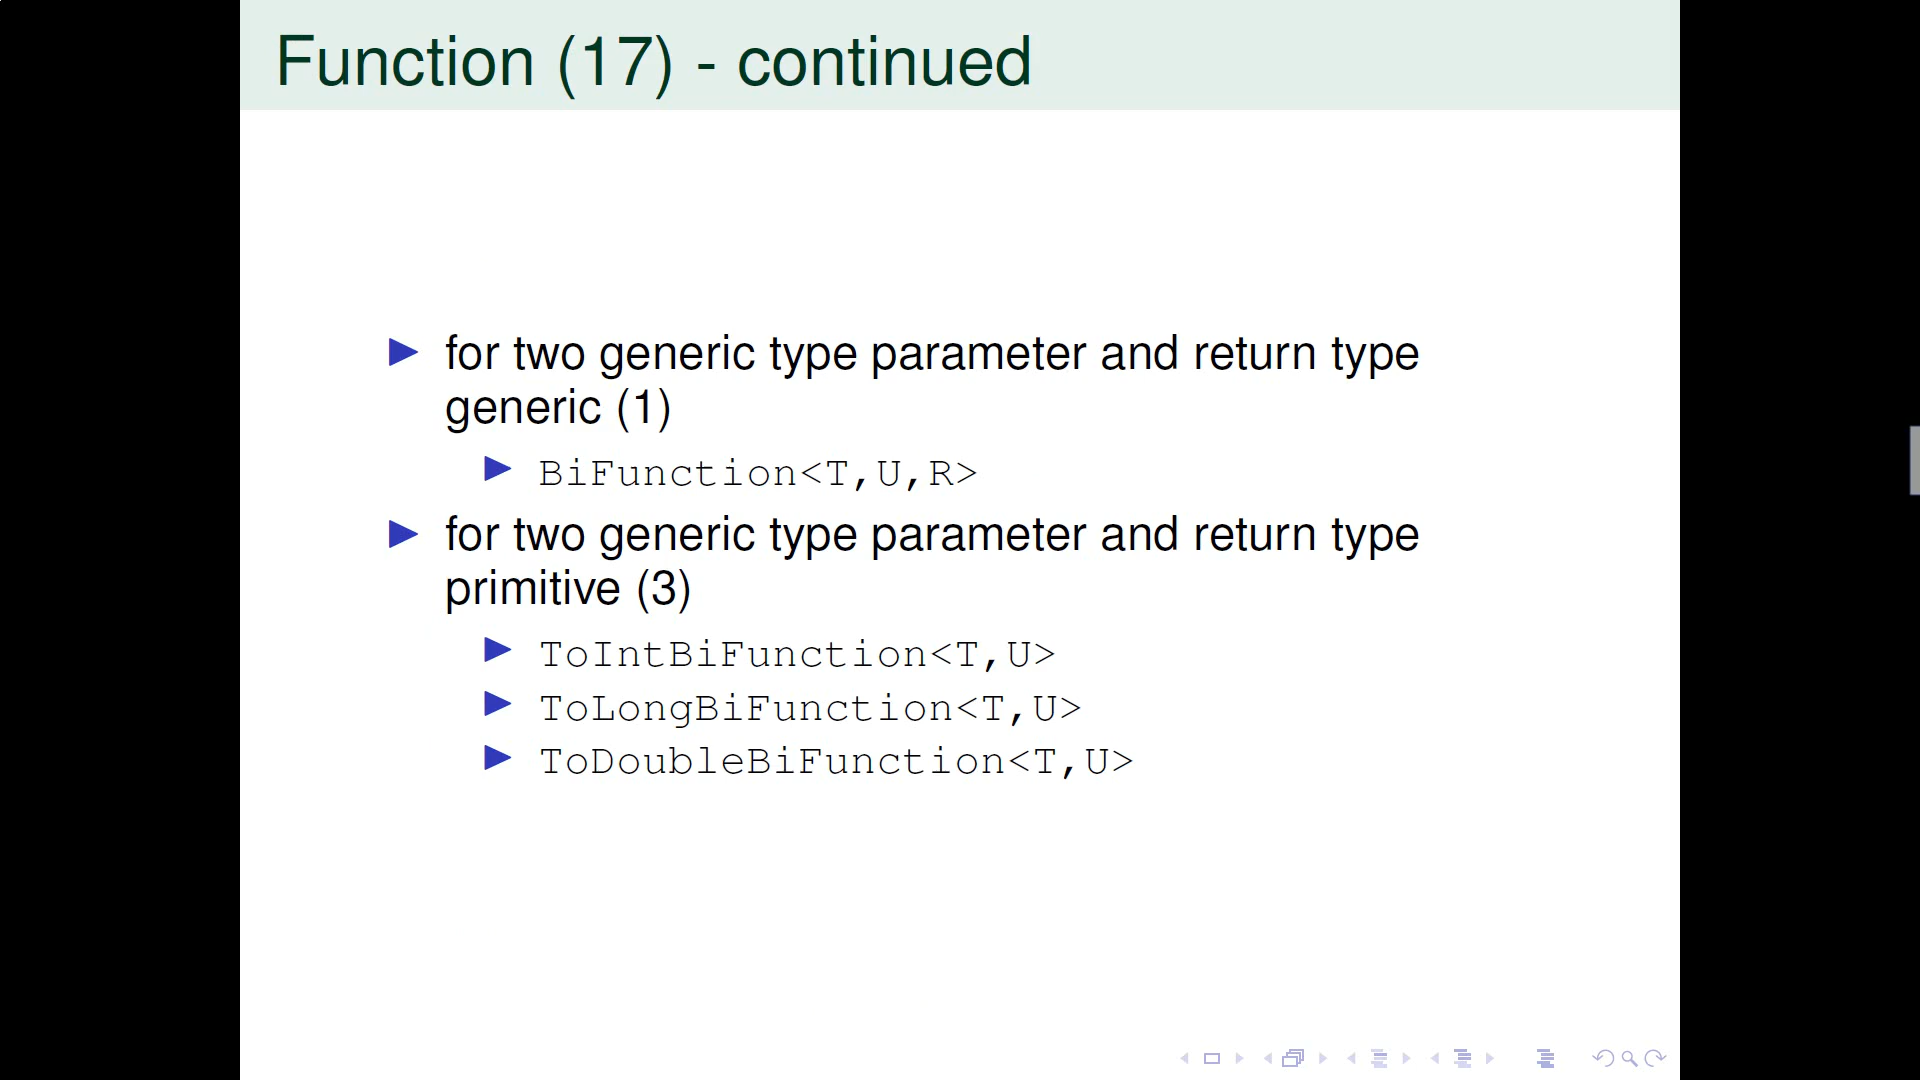 Function (17) - continued
for two generic type parameter and return type
generic (1)
BiFunction<T,U,R>
for two generic type parameter and return type
primitive (3)
ToIntBiFunction<T,U>
ToLongBiFunction<T,U>
ToDoubleBiFunction<T,U>